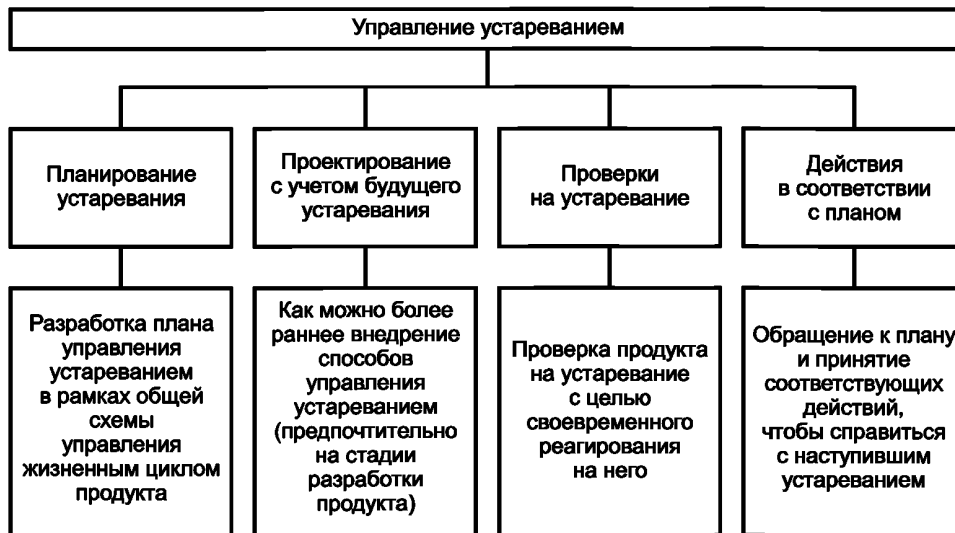 Управление устареванием
Планирование
устаревания
Проектирование
с учетом будущего
устаревания
Проверки
на устаревание
Действия
в соответствии
с планом
Разработка плана
управления
устареванием
в рамках общей
схемы
управления
жизненным циклом
продукта
Как можно более
раннее внедрение
способов
управления
устареванием
(предпочтительно
на стадии
разработки
продукта)
Проверка продукта
на устаревание
с целью
своевременного
реагирования
на него
Обращение к плану
и принятие
соответствующих
действий,
чтобы справиться
с наступившим
устареванием